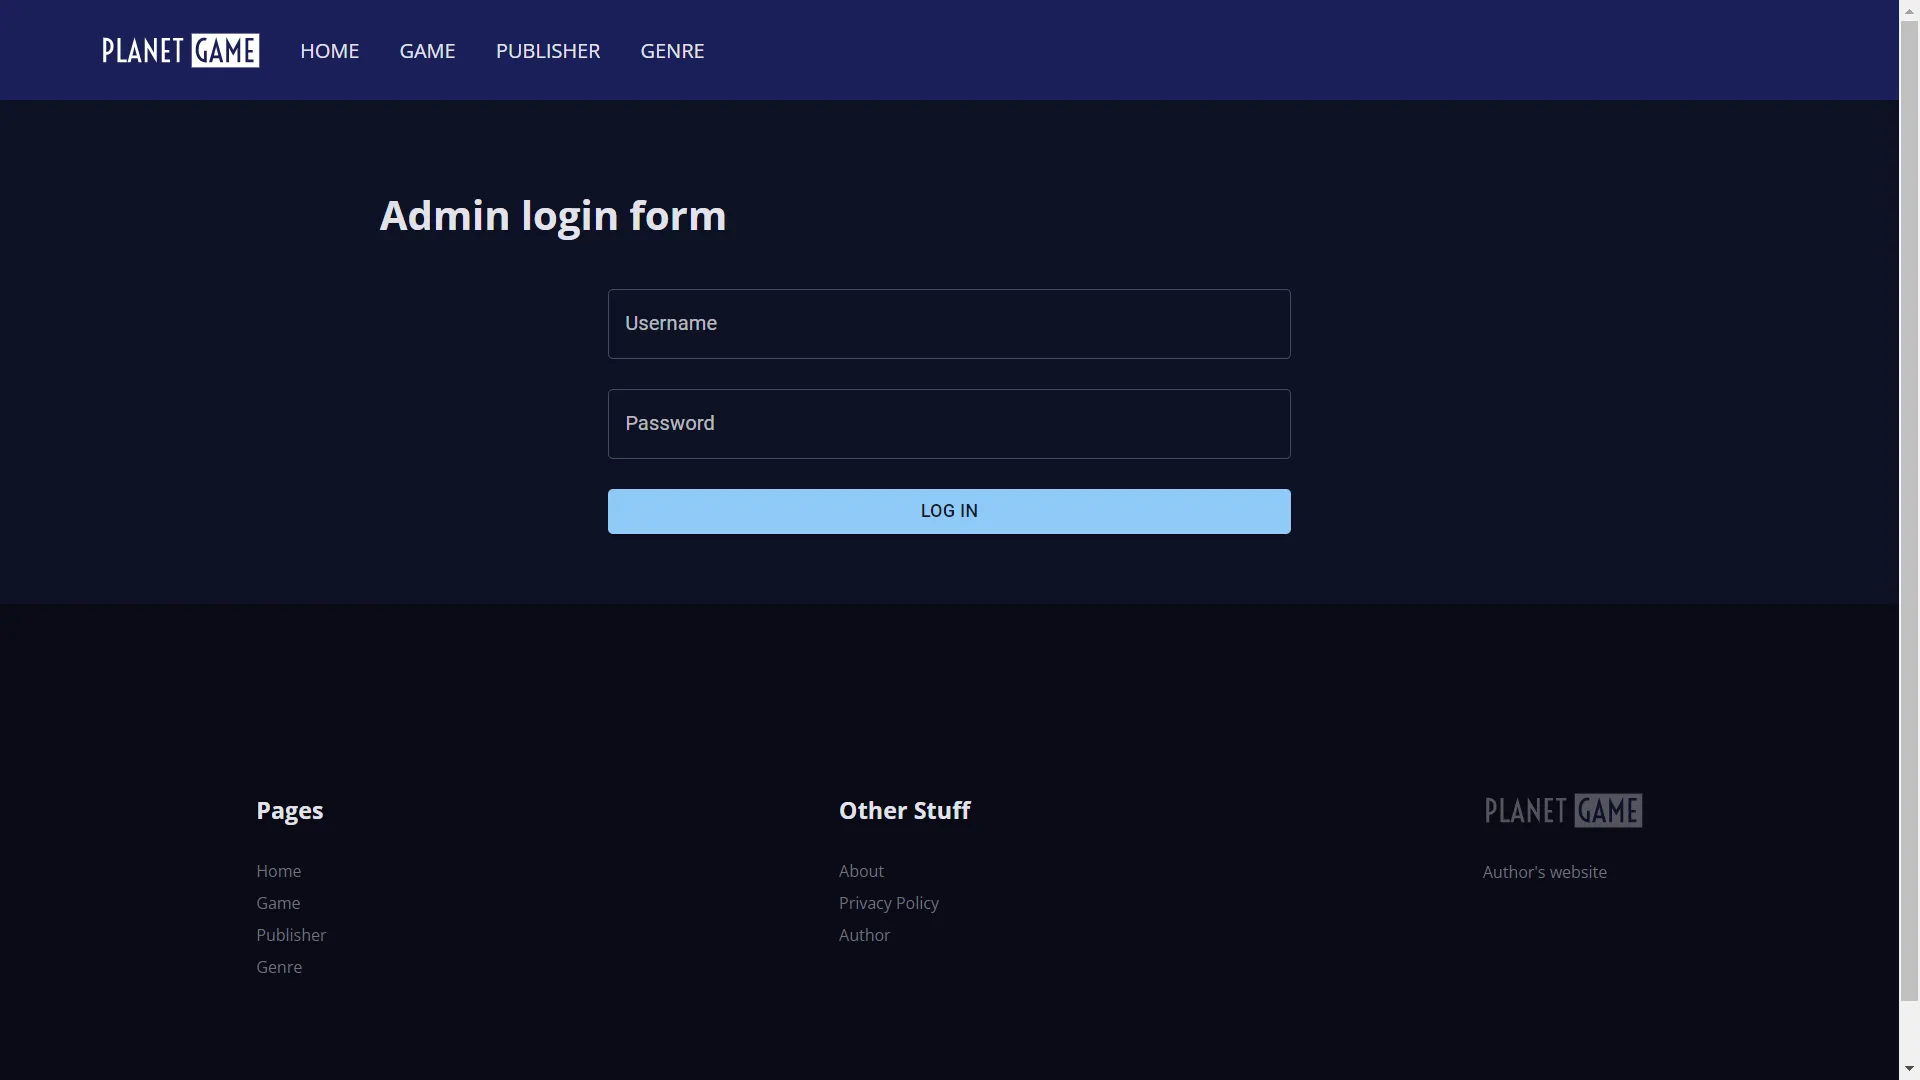 PLANET GAME HOME GAME PUBLISHER GENRE
Admin login form
Username
Password
LOG IN
Pages
Home
Game
Publisher
Genre
Other Stuff
About
Privacy Policy
Author
PLANET GAME
Author's website